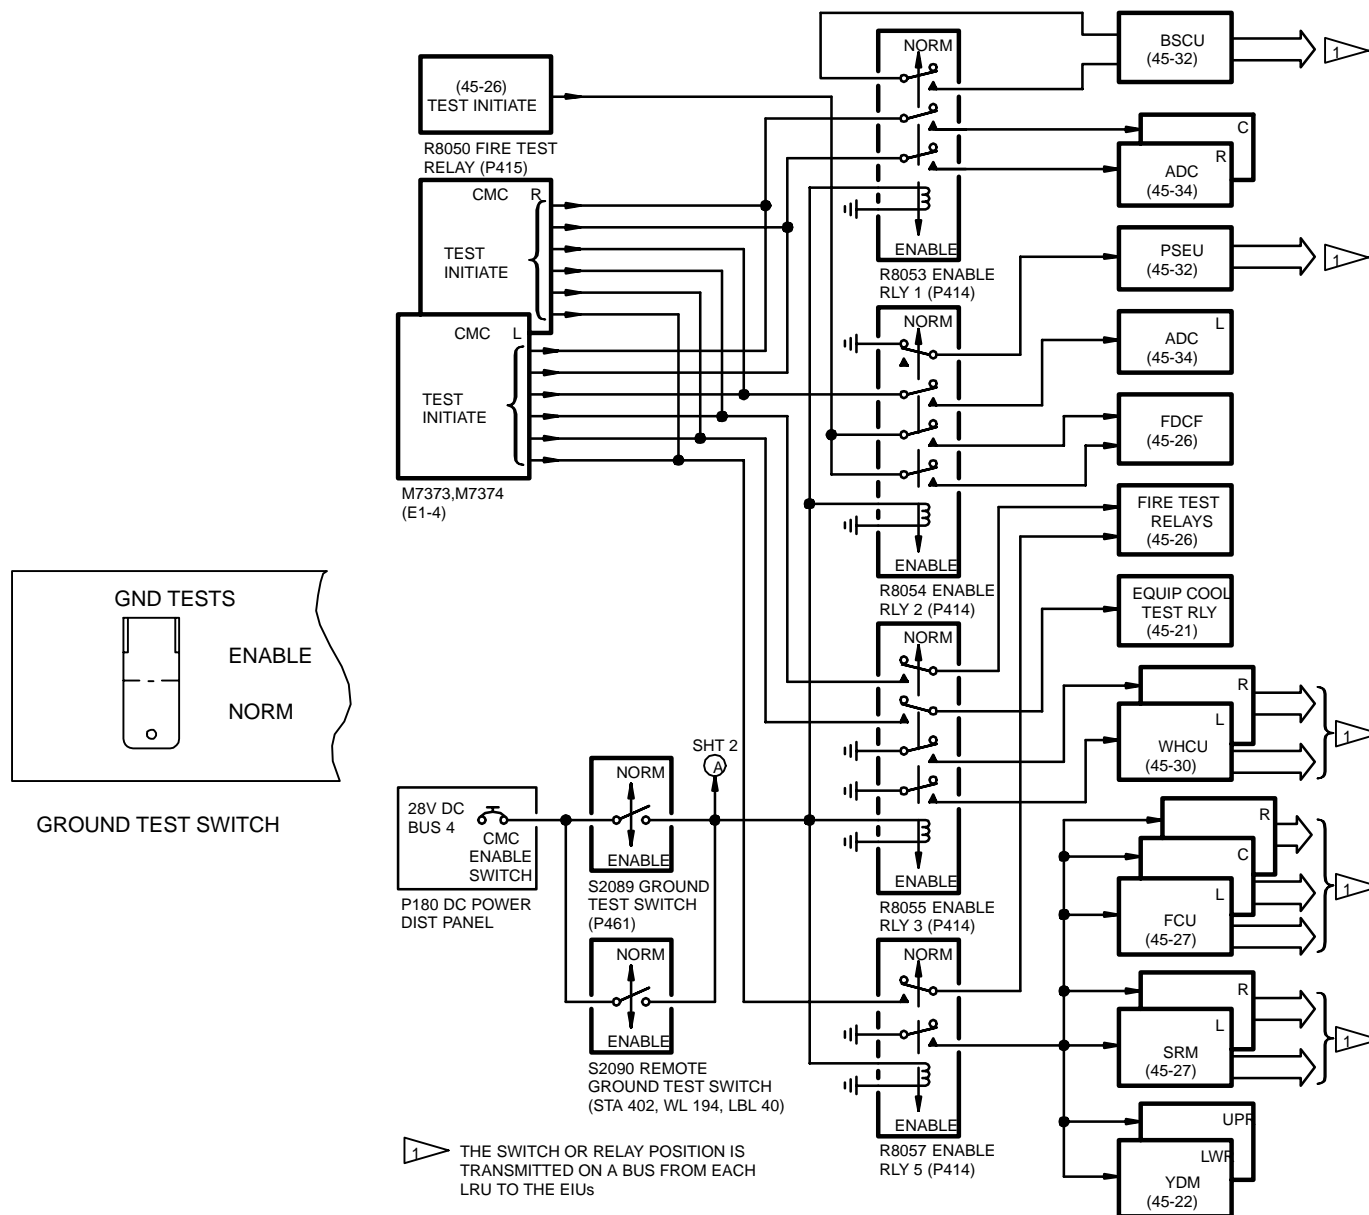 (45-26)
TEST INITIATE
R8050 FIRE TEST
RELAY (P415)
CMC R
TEST
INITIATE
CMC L
TEST
INITIATE
M7373,M7374
(E1-4)
GND TESTS
ENABLE
NORM
GROUND TEST SWITCH
28V DC
BUS 4
CMC
ENABLE
SWITCH
P180 DC POWER
DIST PANEL
NORM
ENABLE
S2089 GROUND
TEST SWITCH
(P461)
SHT 2
A
NORM
ENABLE
S2090 REMOTE
GROUND TEST SWITCH
(STA 402, WL 194, LBL 40)
1 THE SWITCH OR RELAY POSITION IS
TRANSMITTED ON A BUS FROM EACH
LRU TO THE EIUs
NORM
ENABLE
R8053 ENABLE
RLY 1 (P414)
NORM
ENABLE
R8054 ENABLE
RLY 2 (P414)
NORM
ENABLE
R8055 ENABLE
RLY 3 (P414)
NORM
ENABLE
R8057 ENABLE
RLY 5 (P414)
BSCU
(45-32)
1
C
R
ADC
(45-34)
PSEU
(45-32)
1
L
ADC
(45-34)
FDCF
(45-26)
FIRE TEST
RELAYS
(45-26)
EQUIP COOL
TEST RLY
(45-21)
R
L
WHCU
(45-30)
1
R
C
L
FCU
(45-27)
1
R
L
SRM
(45-27)
1
UPR
LWR
YDM
(45-22)